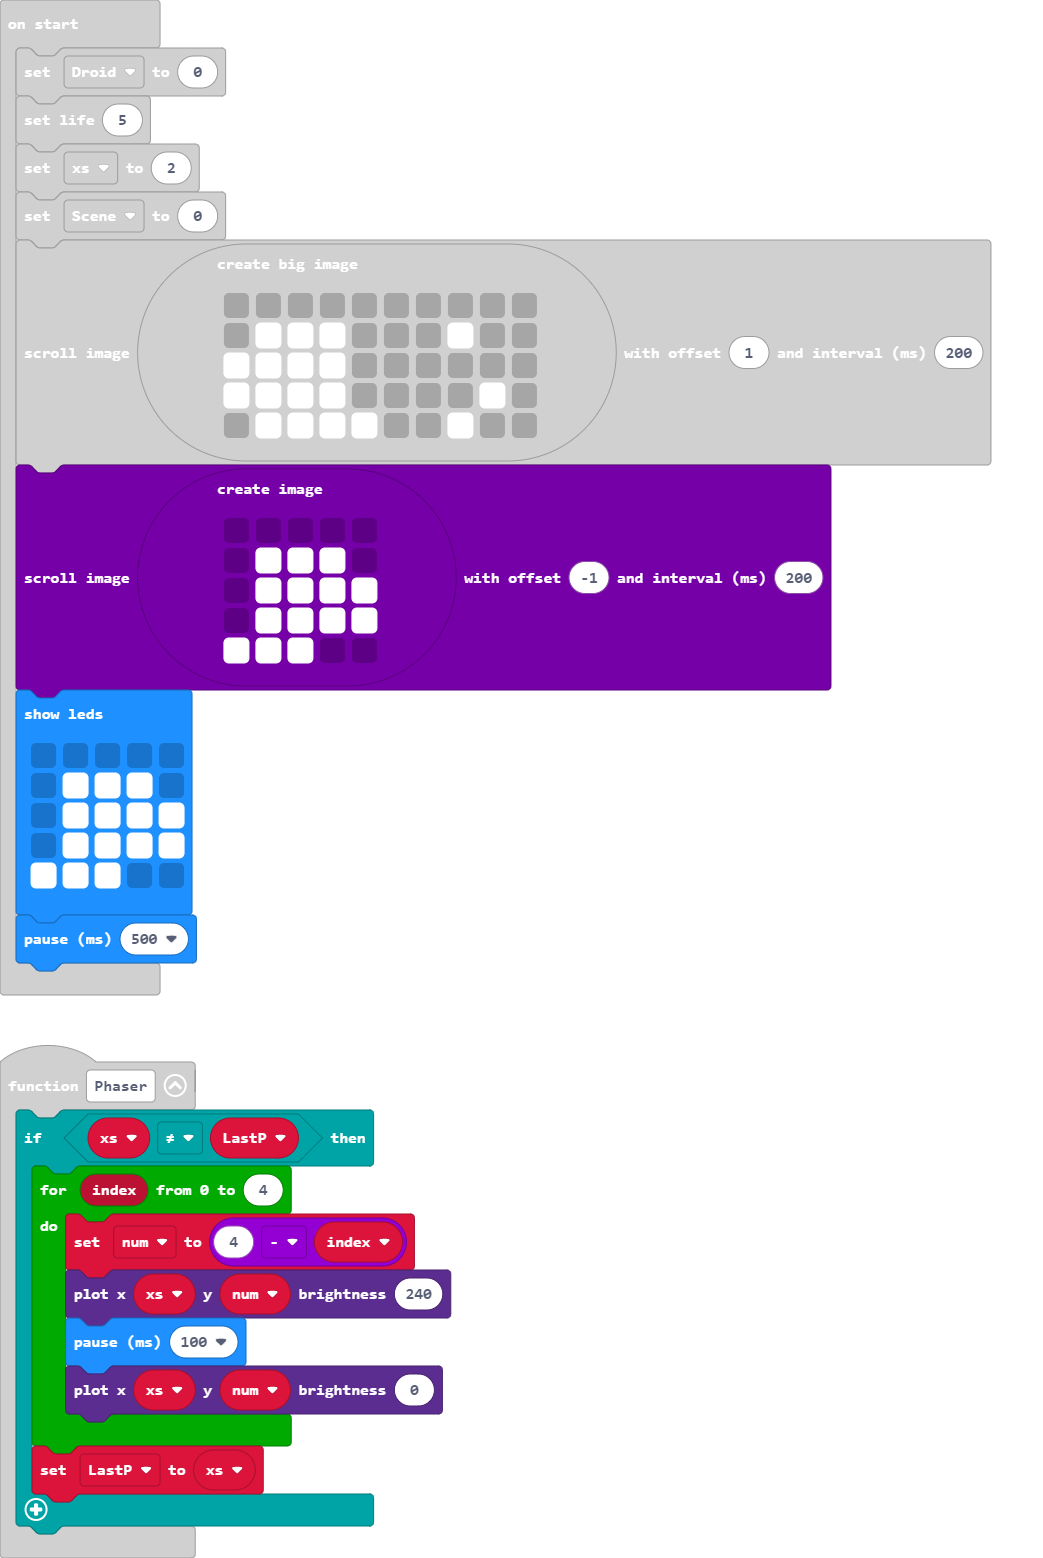 on start
set Droid to 0
set life 5
set xs to 2
set Scene to 0
create big image
scroll image with offset 1 and interval (ms) 200
create image
scroll image with offset -1 and interval (ms) 200
show leds
pause (ms) 500
function Phaser
if xs ≠ LastP then
for index from 0 to 4
do
set num to 4 - index
plot x xs y num brightness 240
pause (ms) 100
plot x xs y num brightness 0
set LastP to xs